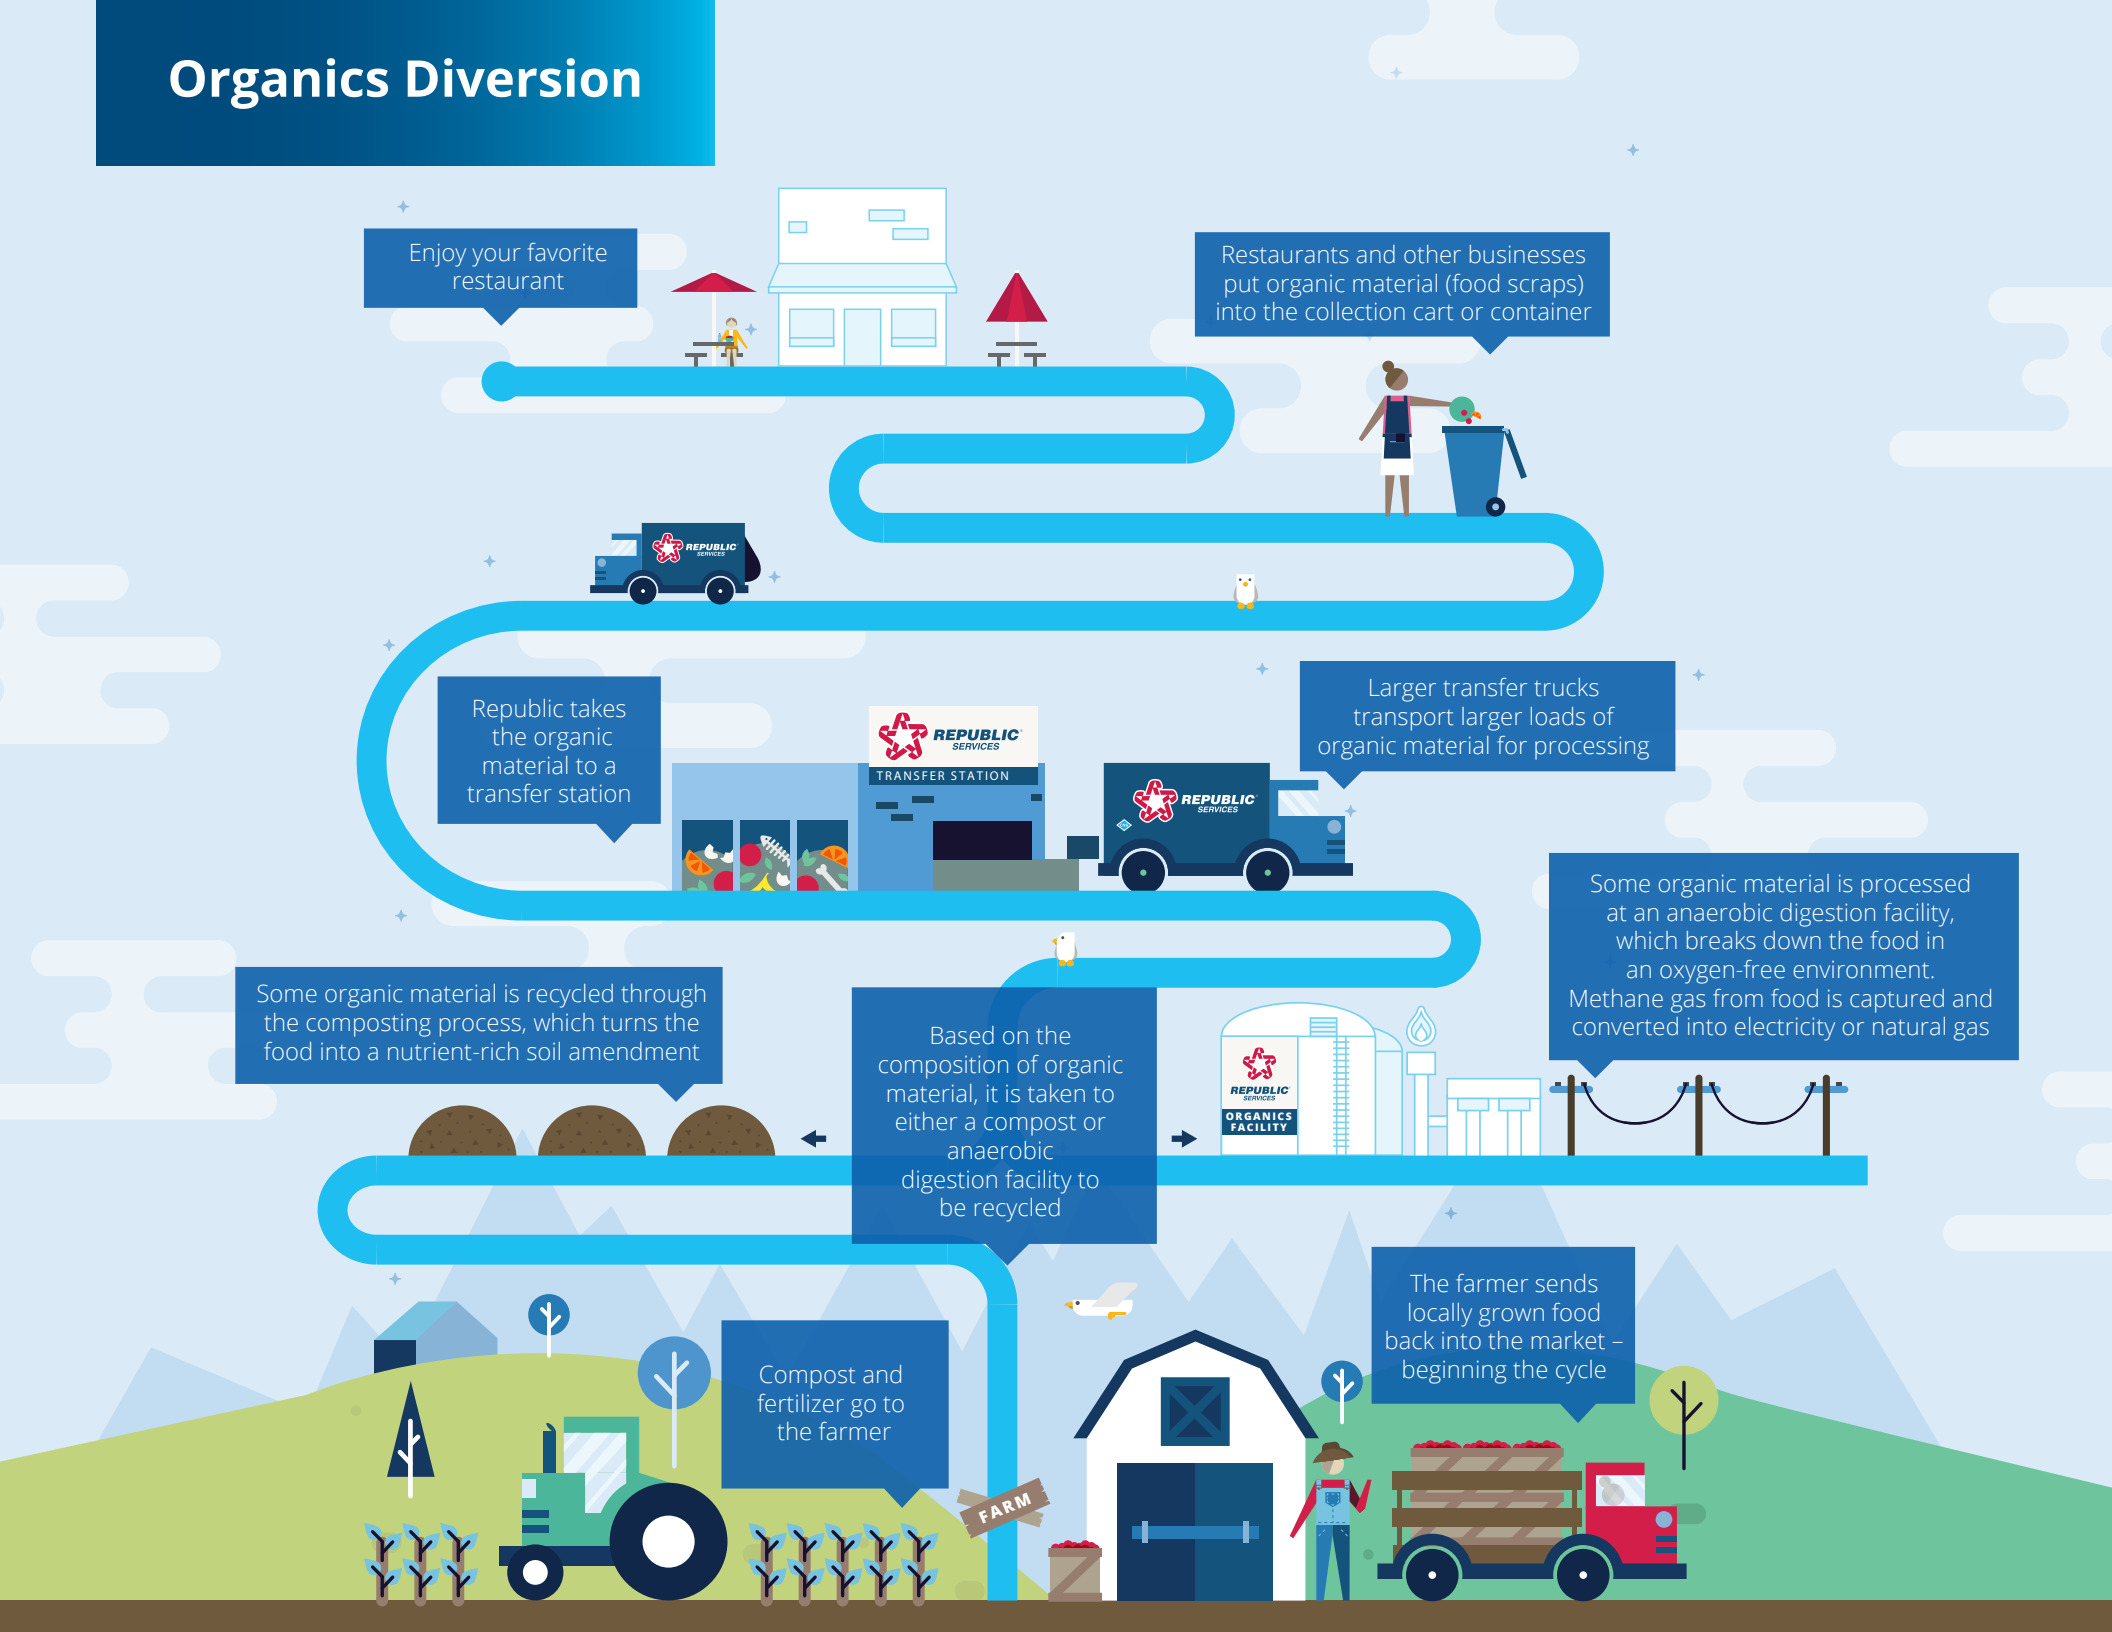 Organics Diversion
Enjoy your favorite
restaurant
Restaurants and other businesses
put organic material (food scraps)
into the collection cart or container
REPUBLIC
SERVICES
Republic takes
the organic
material to a
transfer station
REPUBLIC
SERVICES
TRANSFER STATION
REPUBLIC
SERVICES
Larger transfer trucks
transport larger loads of
organic material for processing
Some organic material is processed
at an anaerobic digestion facility,
which breaks down the food in
an oxygen-free environment.
Methane gas from food is captured and
converted into electricity or natural gas
Some organic material is recycled through
the composting process, which turns the
food into a nutrient-rich soil amendment
Based on the
composition of organic
material, it is taken to
either a compost or
anaerobic
digestion facility to
be recycled
REPUBLIC
SERVICES
ORGANICS
FACILITY
Compost and
fertilizer go to
the farmer
FARM
The farmer sends
locally grown food
back into the market –
beginning the cycle